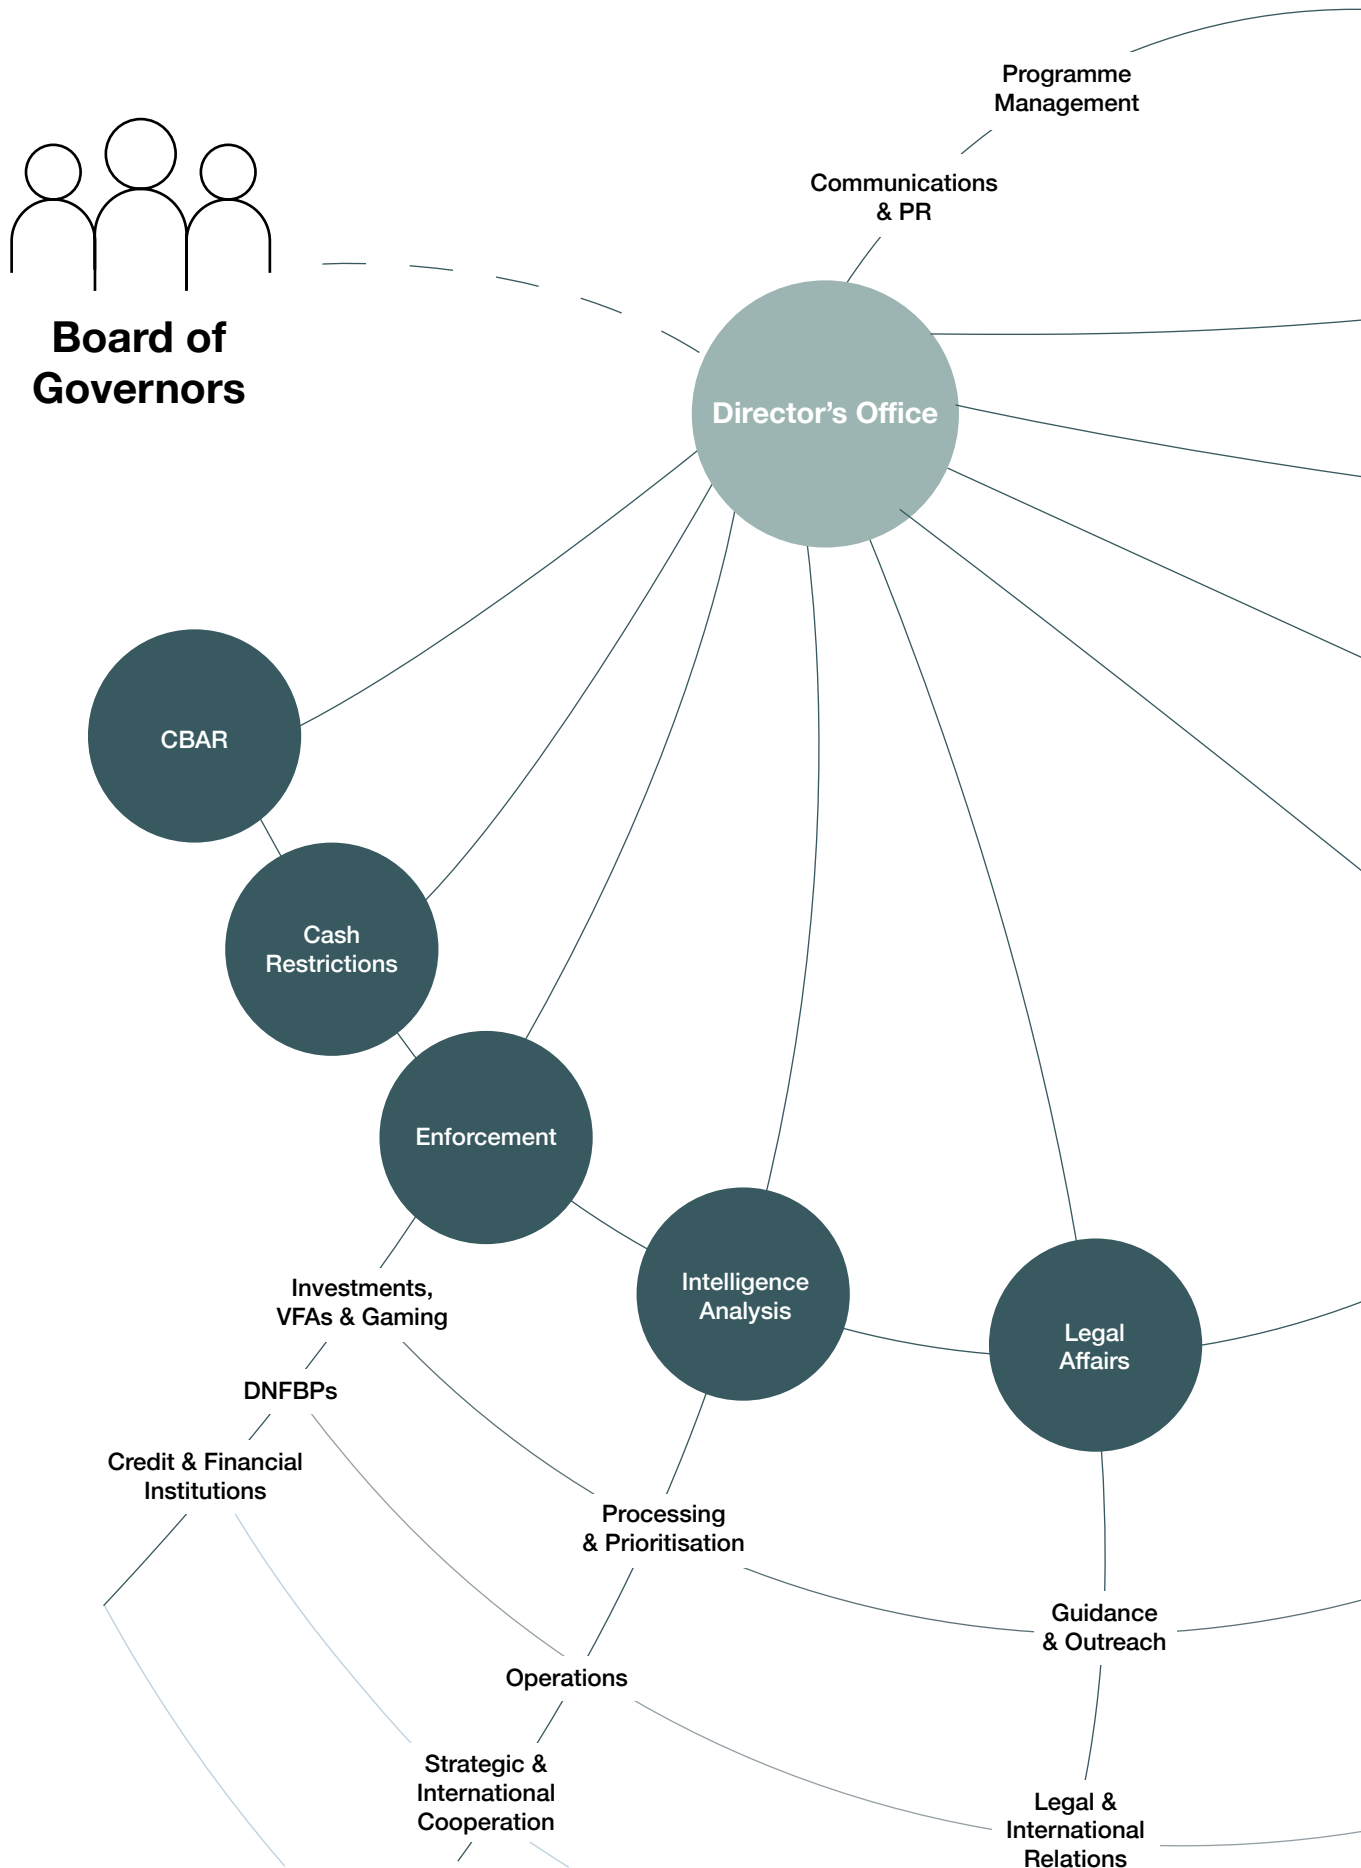 Programme
Management
Communications
& PR
Board of
Governors
Director’s Office
CBAR
Cash
Restrictions
Enforcement
Intelligence
Analysis
Legal
Affairs
Investments,
VFAs & Gaming
DNFBPs
Credit & Financial
Institutions
Processing
& Prioritisation
Guidance
& Outreach
Operations
Strategic &
International
Cooperation
Legal &
International
Relations